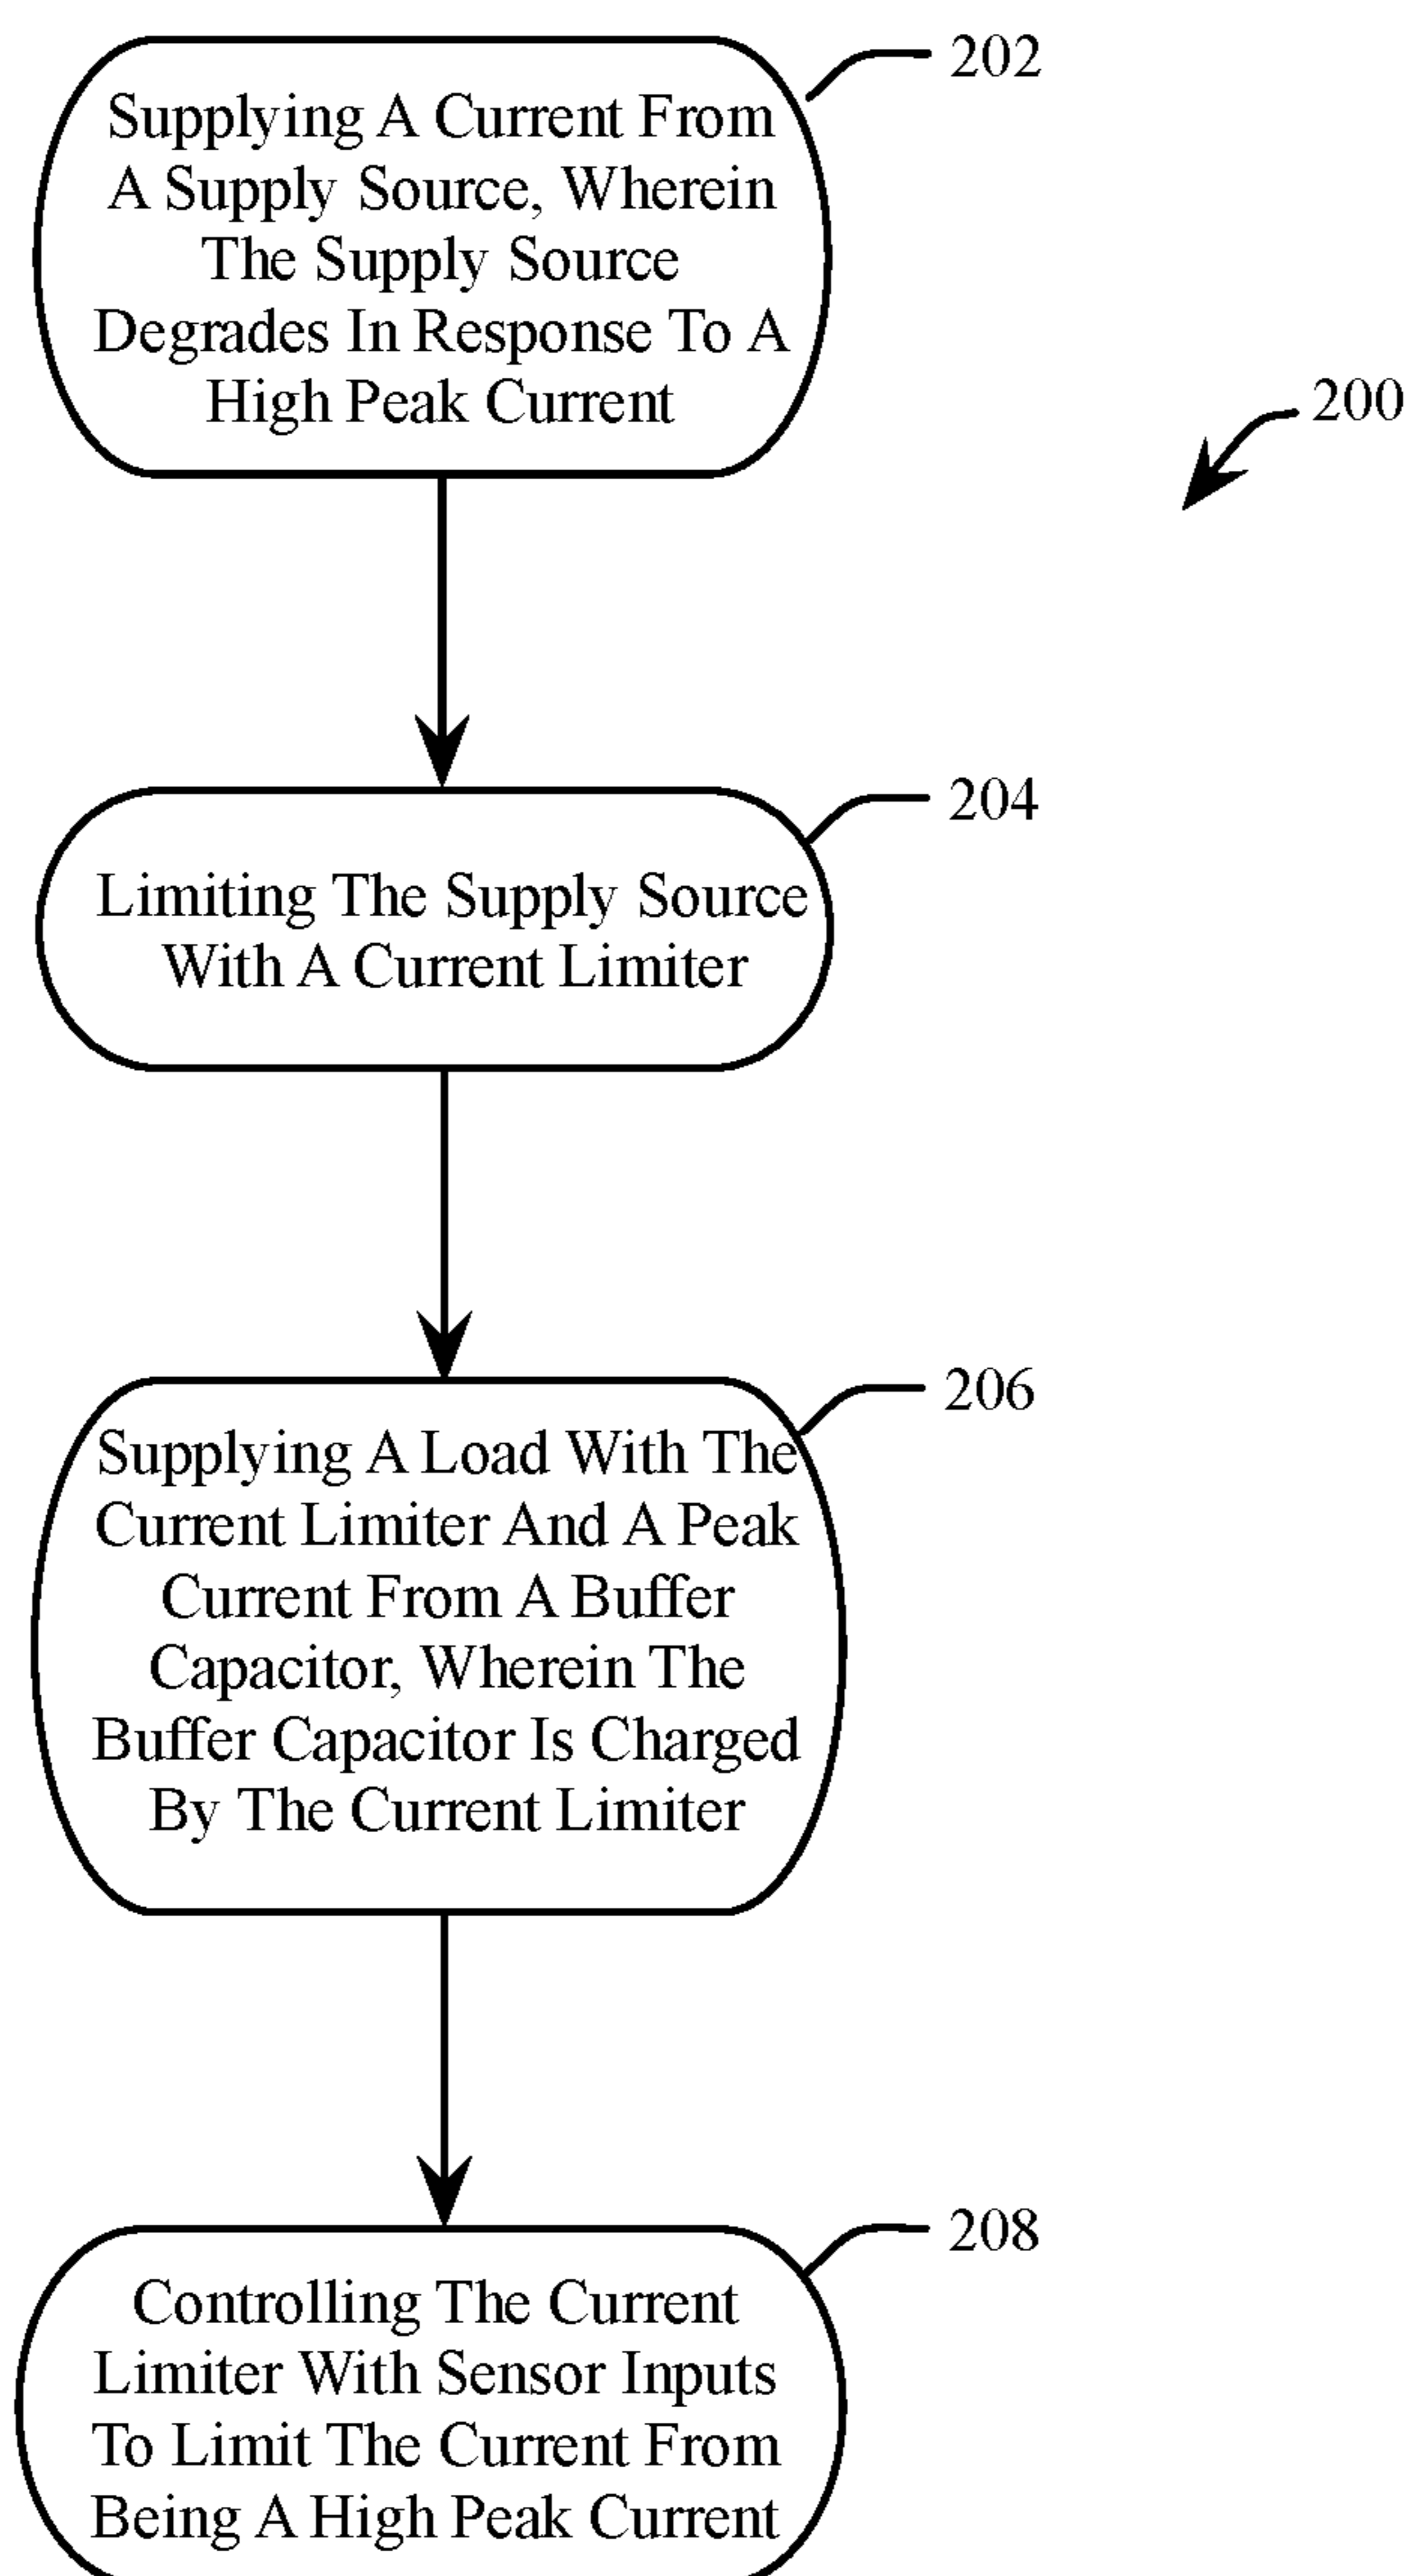 202
Supplying A Current From
A Supply Source, Wherein
The Supply Source
Degrades In Response To A
High Peak Current
200
204
Limiting The Supply Source
With A Current Limiter
206
Supplying A Load With The
Current Limiter And A Peak
Current From A Buffer
Capacitor, Wherein The
Buffer Capacitor Is Charged
By The Current Limiter
208
Controlling The Current
Limiter With Sensor Inputs
To Limit The Current From
Being A High Peak Current